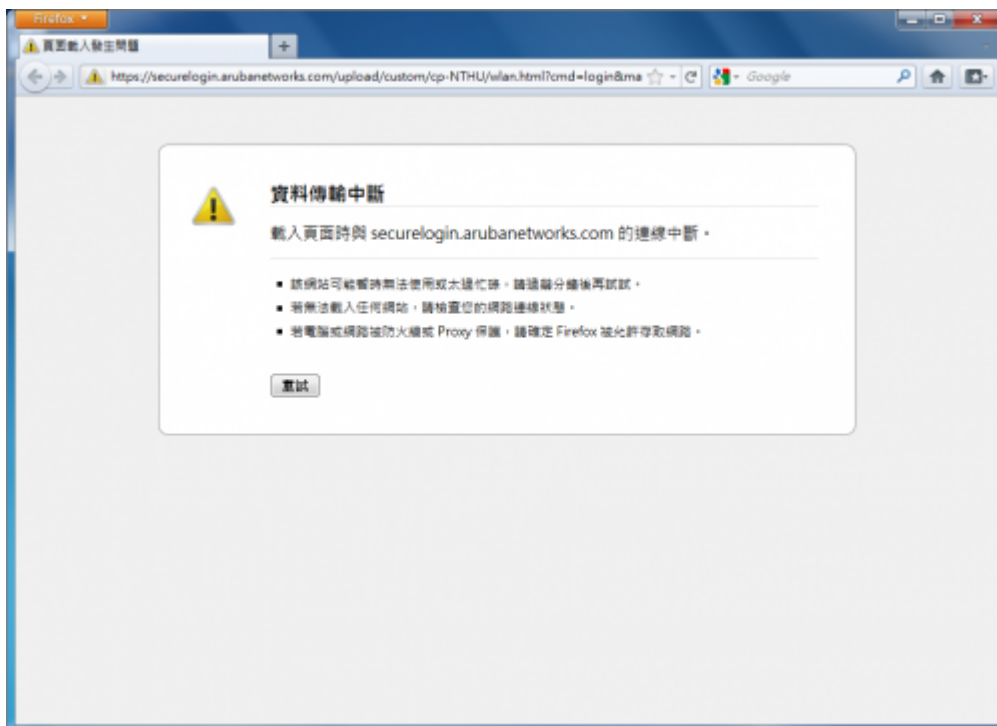 Firefox
頁面載入發生問題
https://securelogin.arubanetworks.com/upload/custom/cp-NTHU/wlan.html?cmd=login&ma
Google
資料傳輸中斷
載入頁面時與 securelogin.arubanetworks.com 的連線中斷。
該網站可能暫時無法使用或太過忙碌。請過幾分鐘後再試試。
若無法載入任何網站，請檢查您的網路連線狀態。
若電腦或網路被防火牆或 Proxy 保護，請確定 Firefox 被允許存取網路。
重試